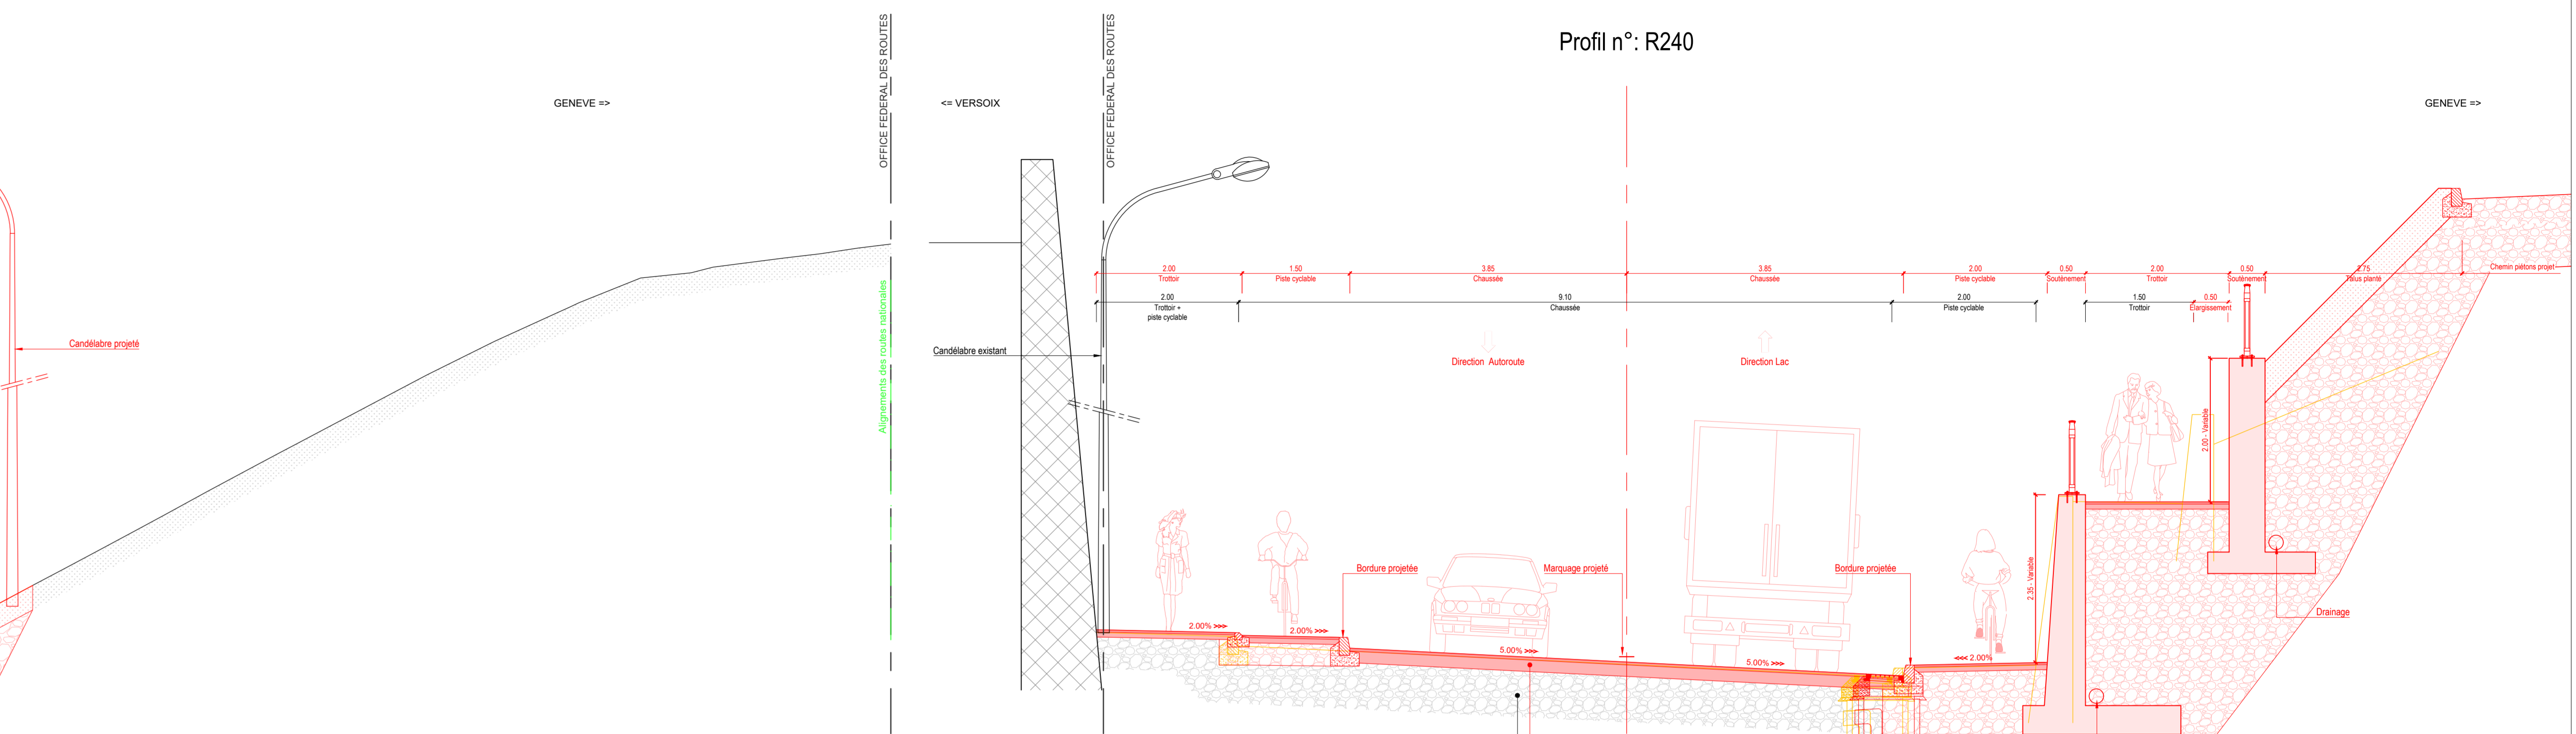 Profil n°: R240
OFFICE FEDERAL DES ROUTES
OFFICE FEDERAL DES ROUTES
GENEVE =>
<= VERSOIX
GENEVE =>
Alignements des routes nationales
Candélabre projeté
Candélabre existant
2.00
Trottoir
1.50
Piste cyclable
3.85
Chaussée
3.85
Chaussée
2.00
Piste cyclable
0.50
Soutènement
2.00
Trottoir
0.50
Soutènement
2.75
Talus planté
Chemin piétons projet
2.00
Trottoir +
piste cyclable
9.10
Chaussée
2.00
Piste cyclable
1.50
Trottoir
0.50
Elargissement
Direction Autoroute
Direction Lac
2.00 - Variable
2.35 - Variable
Bordure projetée
Marquage projeté
Bordure projetée
Drainage
2.00% >>>
2.00% >>>
5.00% >>>
5.00% >>>
<<< 2.00%